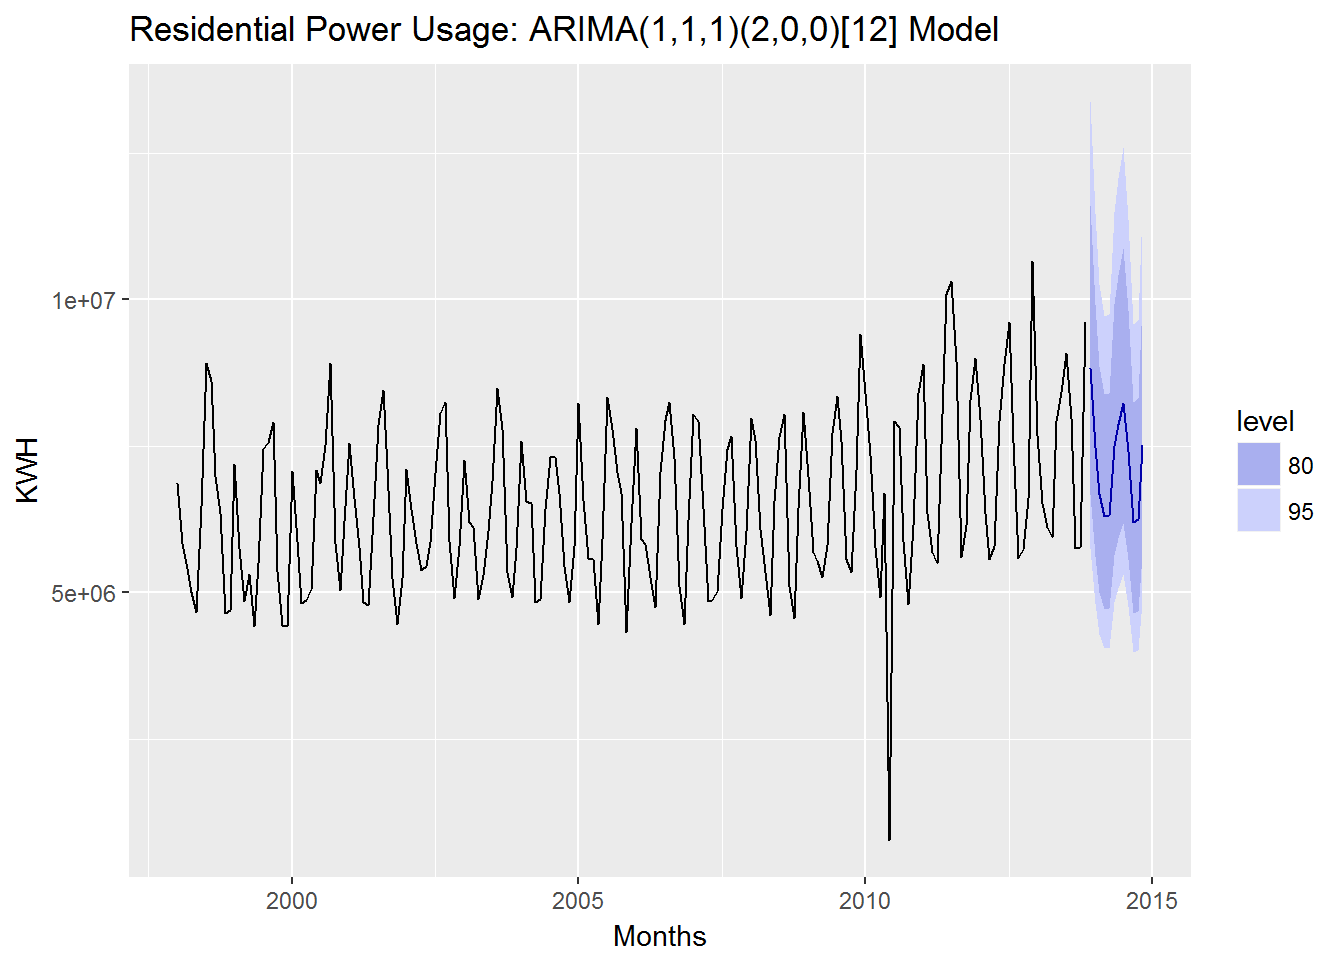 Residential Power Usage: ARIMA(1,1,1)(2,0,0)[12] Model
KWH
1e+07
5e+06
2000
2005
2010
2015
Months
level
80
95